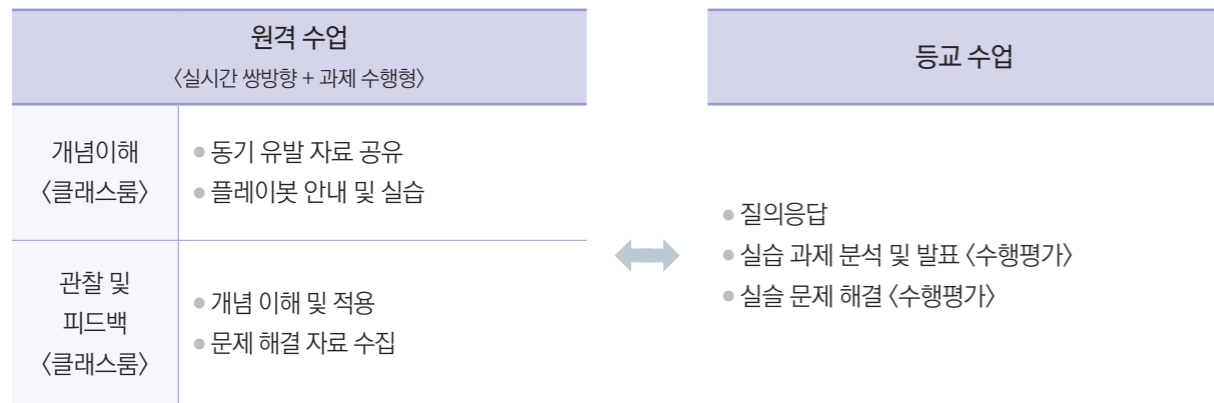 원격 수업
〈실시간 쌍방향 + 과제 수행형〉
개념이해
〈클래스룸〉
● 동기 유발 자료 공유
● 플레이봇 안내 및 실습
관찰 및
피드백
〈클래스룸〉
● 개념 이해 및 적용
● 문제 해결 자료 수집
등교 수업
● 질의응답
● 실습 과제 분석 및 발표 〈수행평가〉
● 실슬 문제 해결 〈수행평가〉